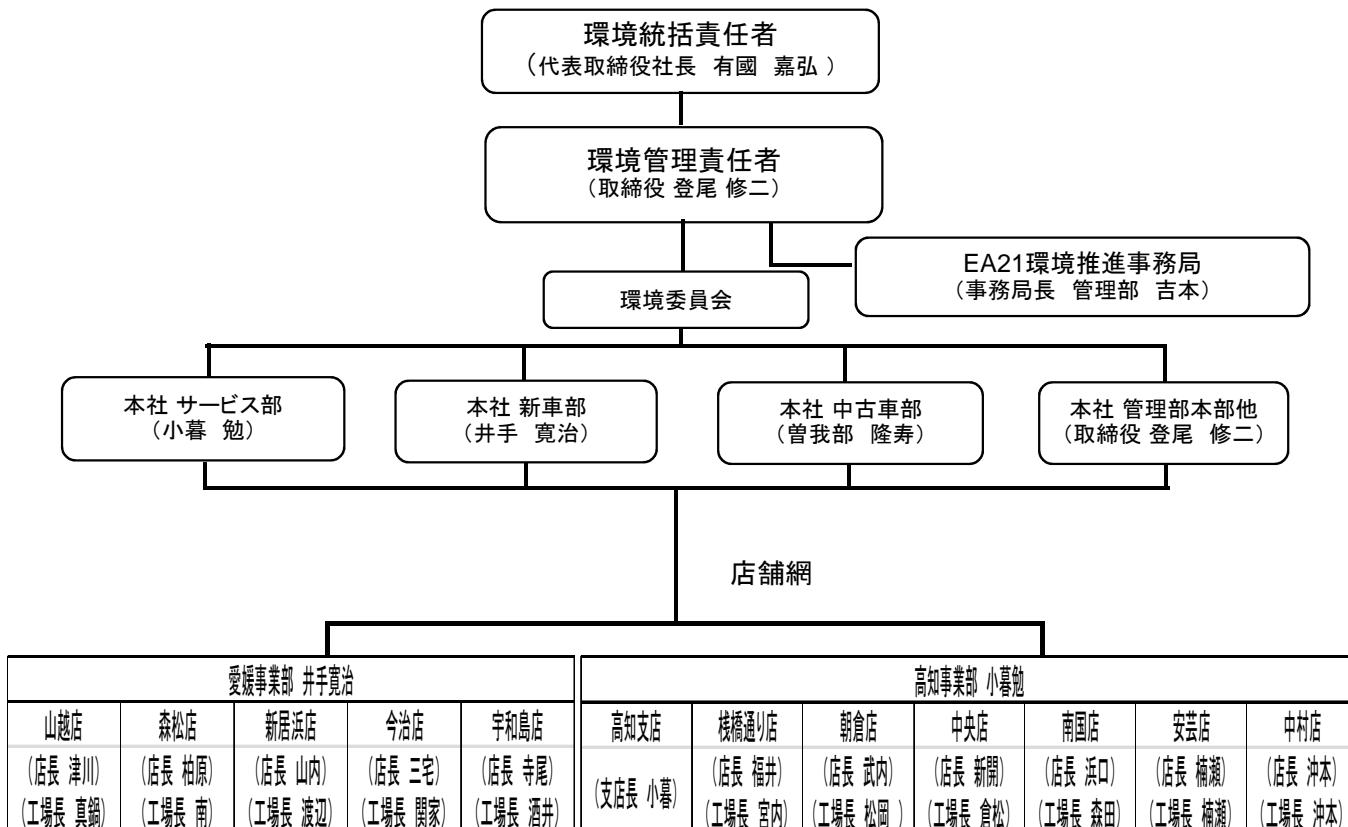 環境統括責任者
（代表取締役社長 有國 嘉弘 ）
環境管理責任者
（取締役 登尾 修二）
EA21環境推進事務局
（事務局長 管理部 吉本）
環境委員会
本社 サービス部
（小暮 勉）
本社 新車部
（井手 寛治）
本社 中古車部
（曽我部 隆寿）
本社 管理部本部他
（取締役 登尾 修二）
店舗網
愛媛事業部 井手寛治
山越店 森松店 新居浜店 今治店 宇和島店
（店長 津川） （店長 柏原） （店長 山内） （店長 三宅） （店長 寺尾）
（工場長 真鍋） （工場長 南） （工場長 渡辺） （工場長 関家） （工場長 酒井）
高知事業部 小暮勉
高知支店 桟橋通り店 朝倉店 中央店 南国店 安芸店 中村店
（支店長 小暮） （店長 福井） （店長 武内） （店長 新開） （店長 浜口） （店長 楠瀬） （店長 沖本）
（工場長 宮内） （工場長 松岡 ） （工場長 倉松） （工場長 森田） （工場長 楠瀬） （工場長 沖本）